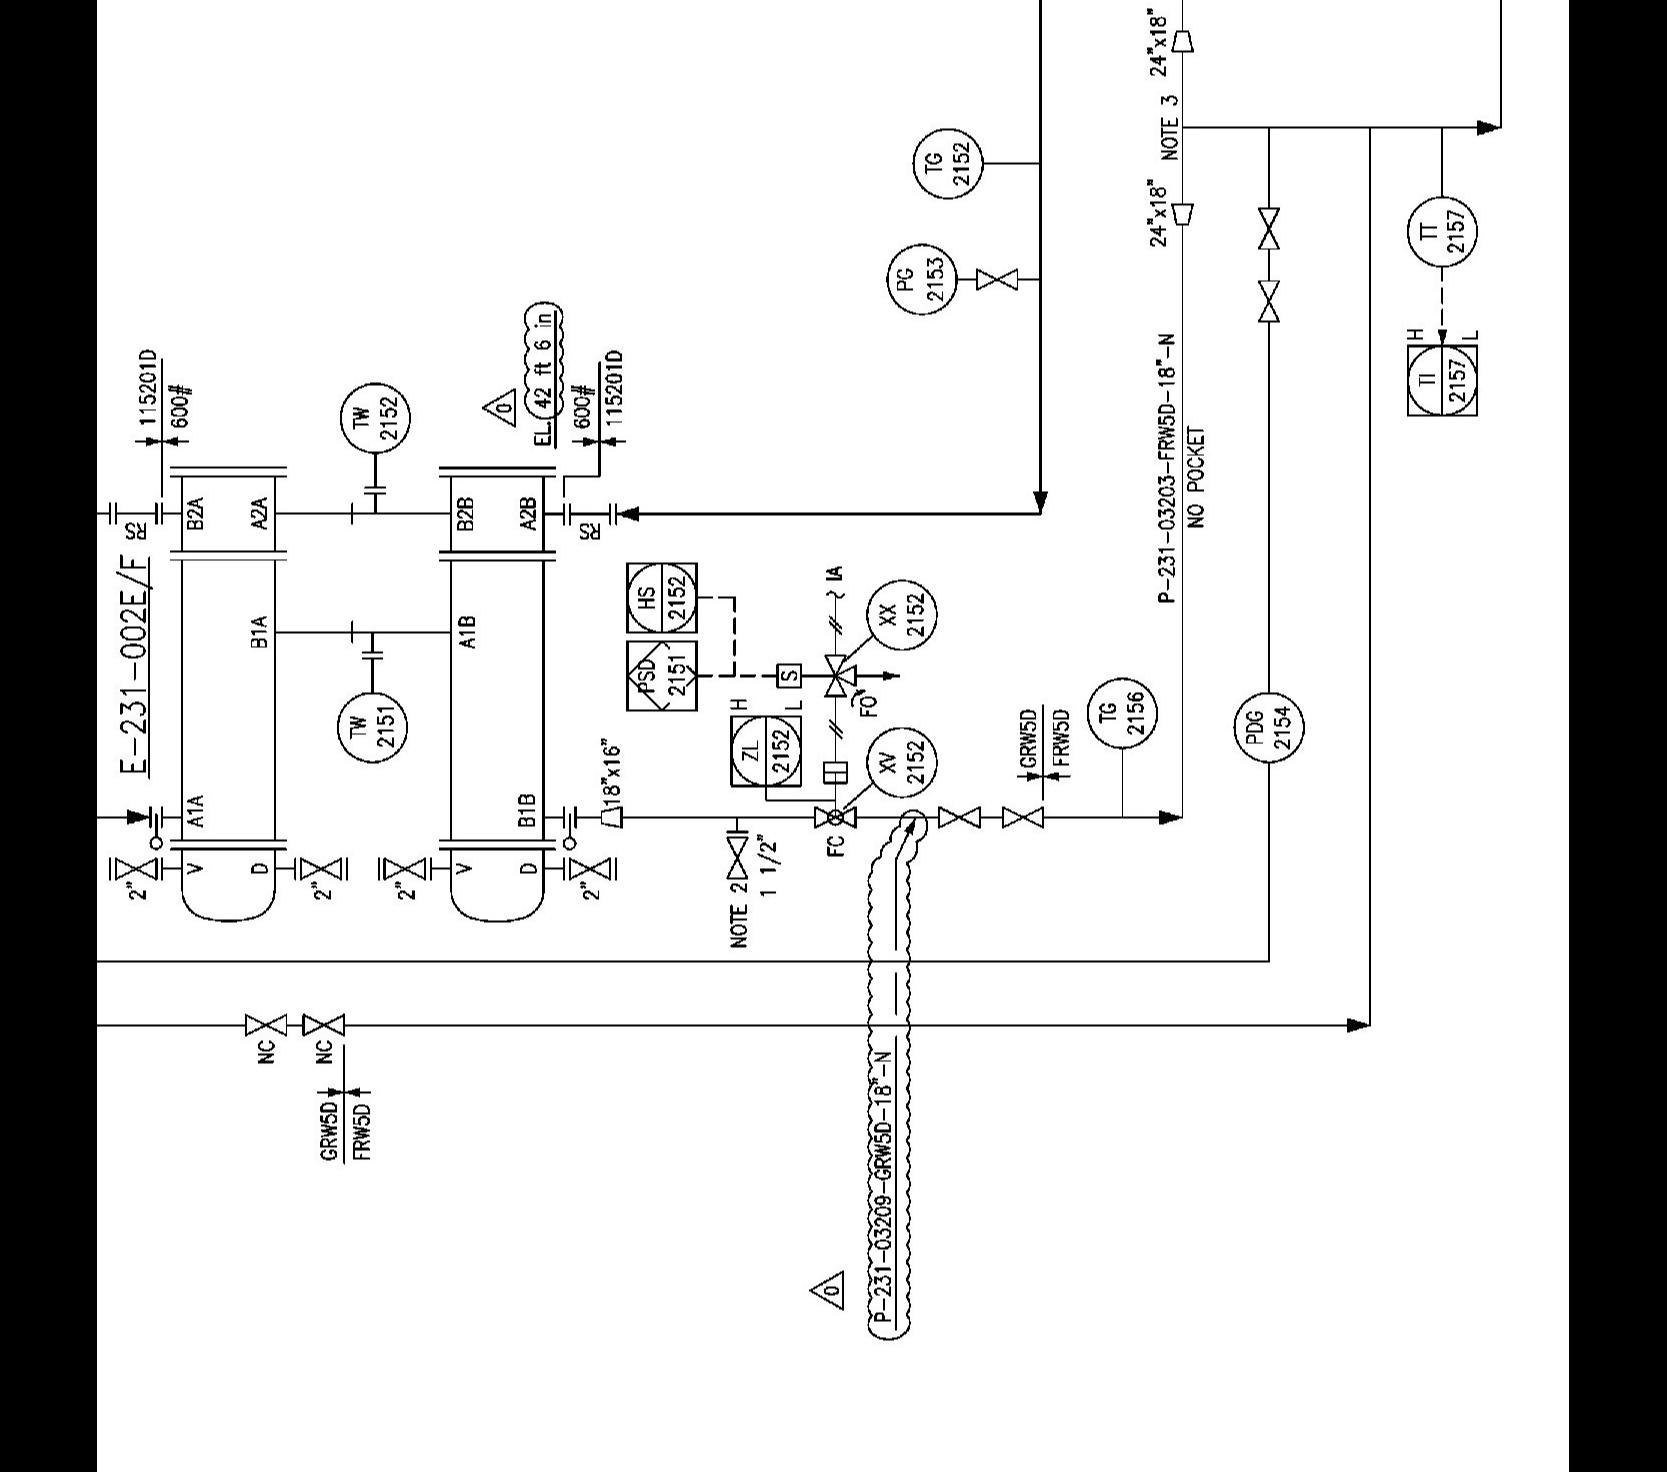 E-231-002E/F
115201D
600#
B2A
A2A
TW
2152
B2B
A2B
EL. 42 ft 6 in
0
600#
115201D
B1A
A1B
TW
2151
A1A
V
D
2"
2"
B1B
V
D
2"
2"
18"x16"
HS
2152
PSD
2151
H
L
S
IA
XX
2152
FO
ZL
2152
XV
2152
FC
NOTE 2
1 1/2"
GRW5D
FRW5D
TG
2156
PG
2153
TG
2152
24"x18"
NOTE 3
24"x18"
P-231-03203-FRW5D-18"-N
NO POCKET
PDG
2154
TT
2157
TI
2157
H
L
NC
NC
GRW5D
FRW5D
0
P-231-03209-GRW5D-18"-N